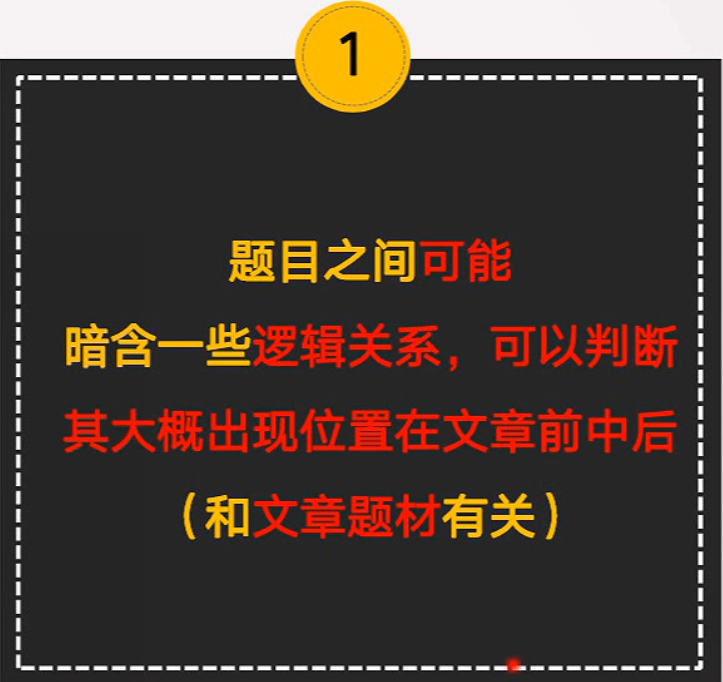 1
题目之间可能
暗含一些逻辑关系，可以判断
其大概出现位置在文章前中后
（和文章题材有关）